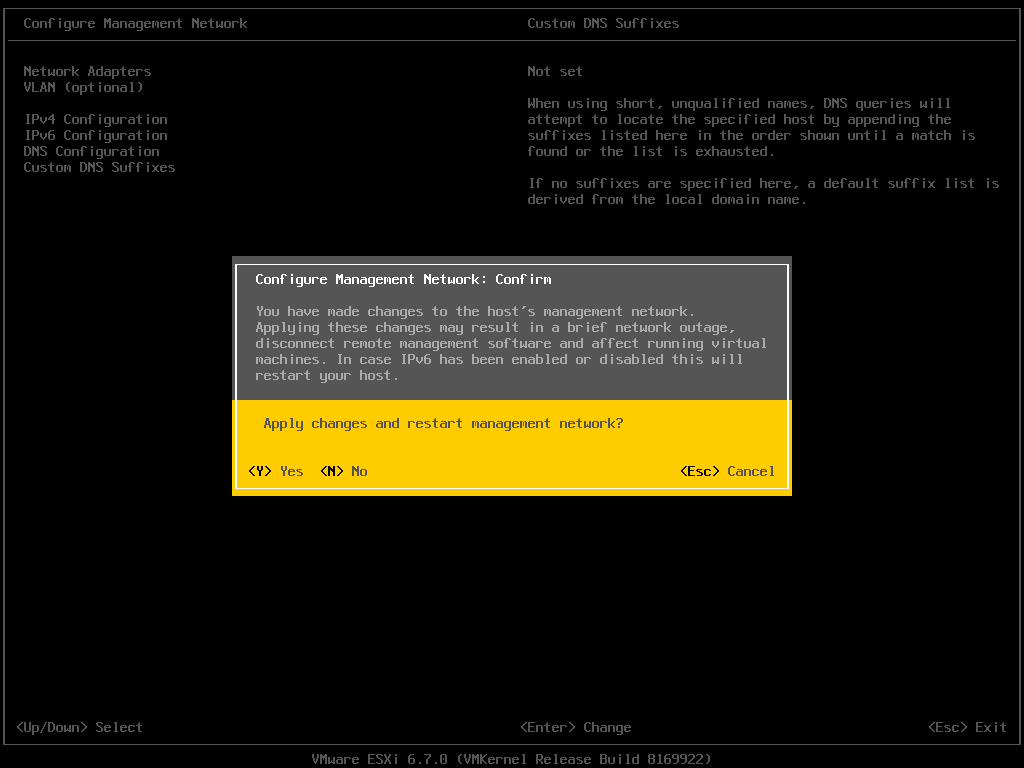 Configure Management Network
Custom DNS Suffixes
Network Adapters
VLAN (optional)
IPv4 Configuration
IPv6 Configuration
DNS Configuration
Custom DNS Suffixes
Not set
When using short, unqualified names, DNS queries will
attempt to locate the specified host by appending the
suffixes listed here in the order shown until a match is
found or the list is exhausted.
If no suffixes are specified here, a default suffix list is
derived from the local domain name.
Configure Management Network: Confirm
You have made changes to the host's management network.
Applying these changes may result in a brief network outage,
disconnect remote management software and affect running virtual
machines. In case IPv6 has been enabled or disabled this will
restart your host.
Apply changes and restart management network?
<Y> Yes <N> No <Esc> Cancel
<Up/Down> Select <Enter> Change <Esc> Exit
VMware ESXi 6.7.0 (VMKernel Release Build 8169922)